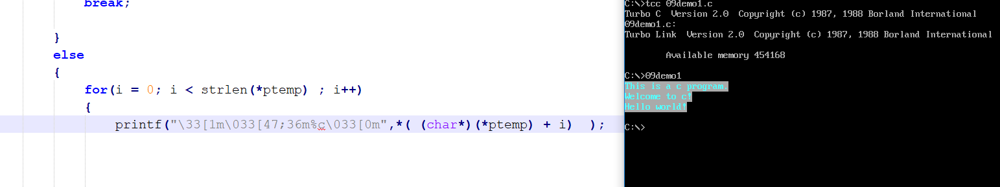 break;
}
else
{
for(i = 0; i < strlen(*ptemp) ; i++)
{
printf("\33[1m\033[47;36m%c\033[0m",*( (char*)(*ptemp) + i)  );
C:\>tcc 09demo1.c
Turbo C  Version 2.0  Copyright (c) 1987, 1988 Borland International
09demo1.c:
Turbo Link  Version 2.0  Copyright (c) 1987, 1988 Borland International
Available memory 454168
C:\>09demo1
This is a c program.
Welcome to c!
Hello world!
C:\>